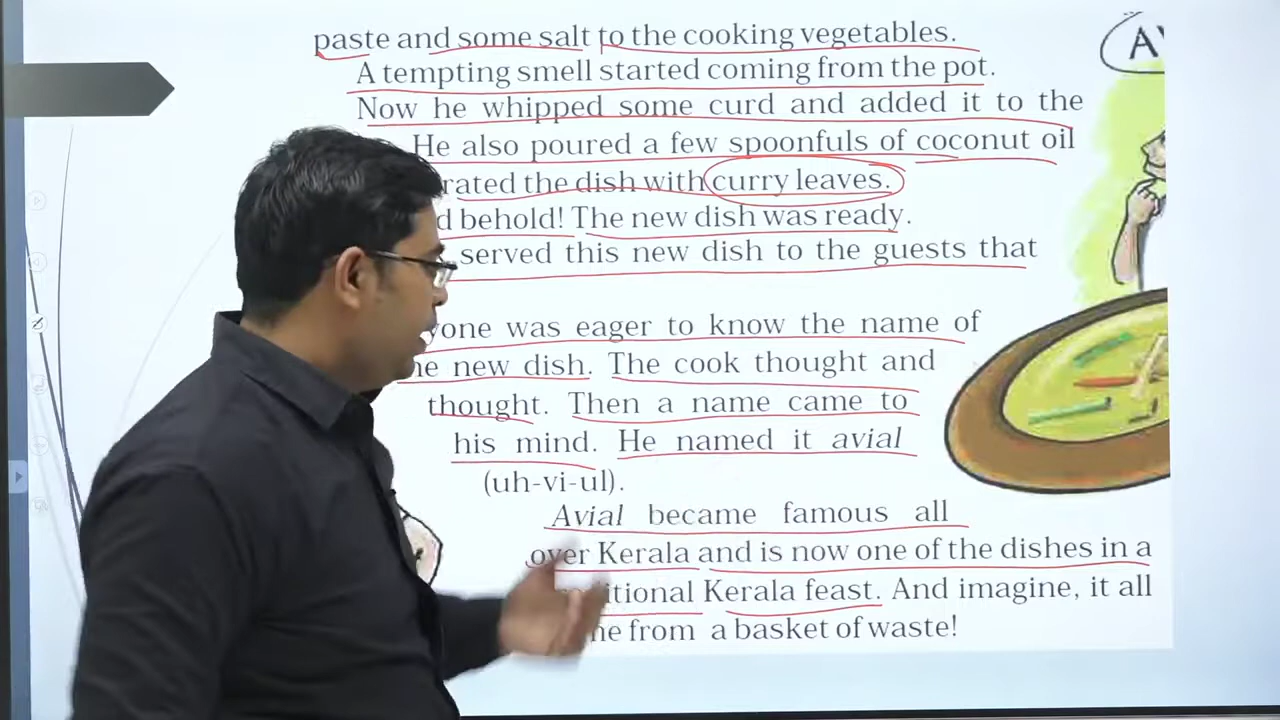 paste and some salt to the cooking vegetables.
A tempting smell started coming from the pot.
Now he whipped some curd and added it to the
He also poured a few spoonfuls of coconut oil
rated the dish with curry leaves.
d behold! The new dish was ready.
served this new dish to the guests that
yone was eager to know the name of
he new dish. The cook thought and
thought. Then a name came to
his mind. He named it avial
(uh-vi-ul).
Avial became famous all
over Kerala and is now one of the dishes in a
itional Kerala feast. And imagine, it all
me from a basket of waste!